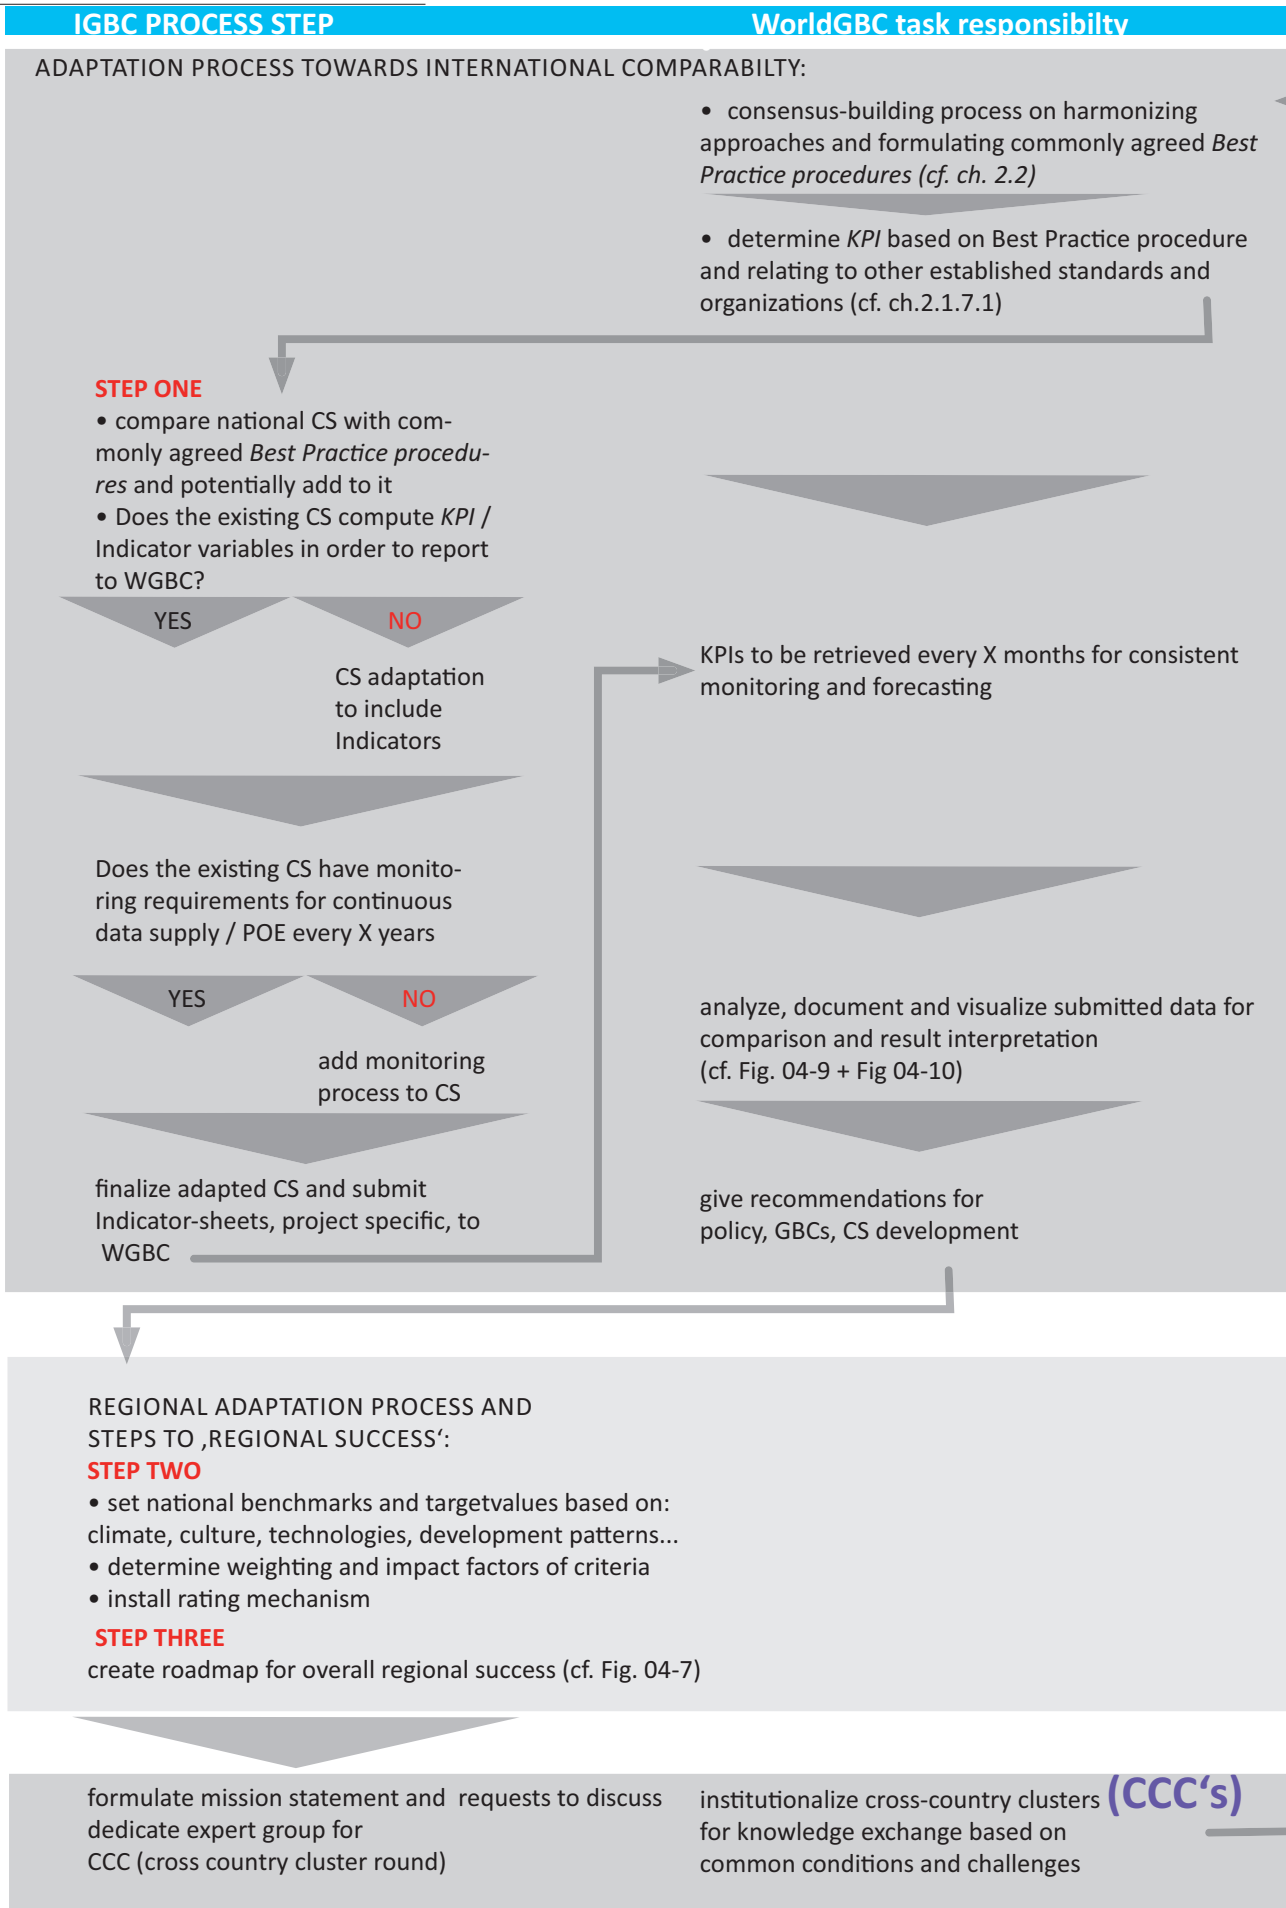 IGBC PROCESS STEP
WorldGBC task responsibilty
ADAPTATION PROCESS TOWARDS INTERNATIONAL COMPARABILTY:
• consensus-building process on harmonizing
approaches and formulating commonly agreed Best
Practice procedures (cf. ch. 2.2)
• determine KPI based on Best Practice procedure
and relating to other established standards and
organizations (cf. ch.2.1.7.1)
STEP ONE
• compare national CS with com-
monly agreed Best Practice procedu-
res and potentially add to it
• Does the existing CS compute KPI /
Indicator variables in order to report
to WGBC?
YES
NO
CS adaptation
to include
Indicators
KPIs to be retrieved every X months for consistent
monitoring and forecasting
Does the existing CS have monito-
ring requirements for continuous
data supply / POE every X years
YES
NO
add monitoring
process to CS
analyze, document and visualize submitted data for
comparison and result interpretation
(cf. Fig. 04-9 + Fig 04-10)
finalize adapted CS and submit
Indicator-sheets, project specific, to
WGBC
give recommendations for
policy, GBCs, CS development
REGIONAL ADAPTATION PROCESS AND
STEPS TO ‚REGIONAL SUCCESS‘:
STEP TWO
• set national benchmarks and targetvalues based on:
climate, culture, technologies, development patterns...
• determine weighting and impact factors of criteria
• install rating mechanism
STEP THREE
create roadmap for overall regional success (cf. Fig. 04-7)
formulate mission statement and requests to discuss
dedicate expert group for
CCC (cross country cluster round)
institutionalize cross-country clusters (CCC‘s)
for knowledge exchange based on
common conditions and challenges